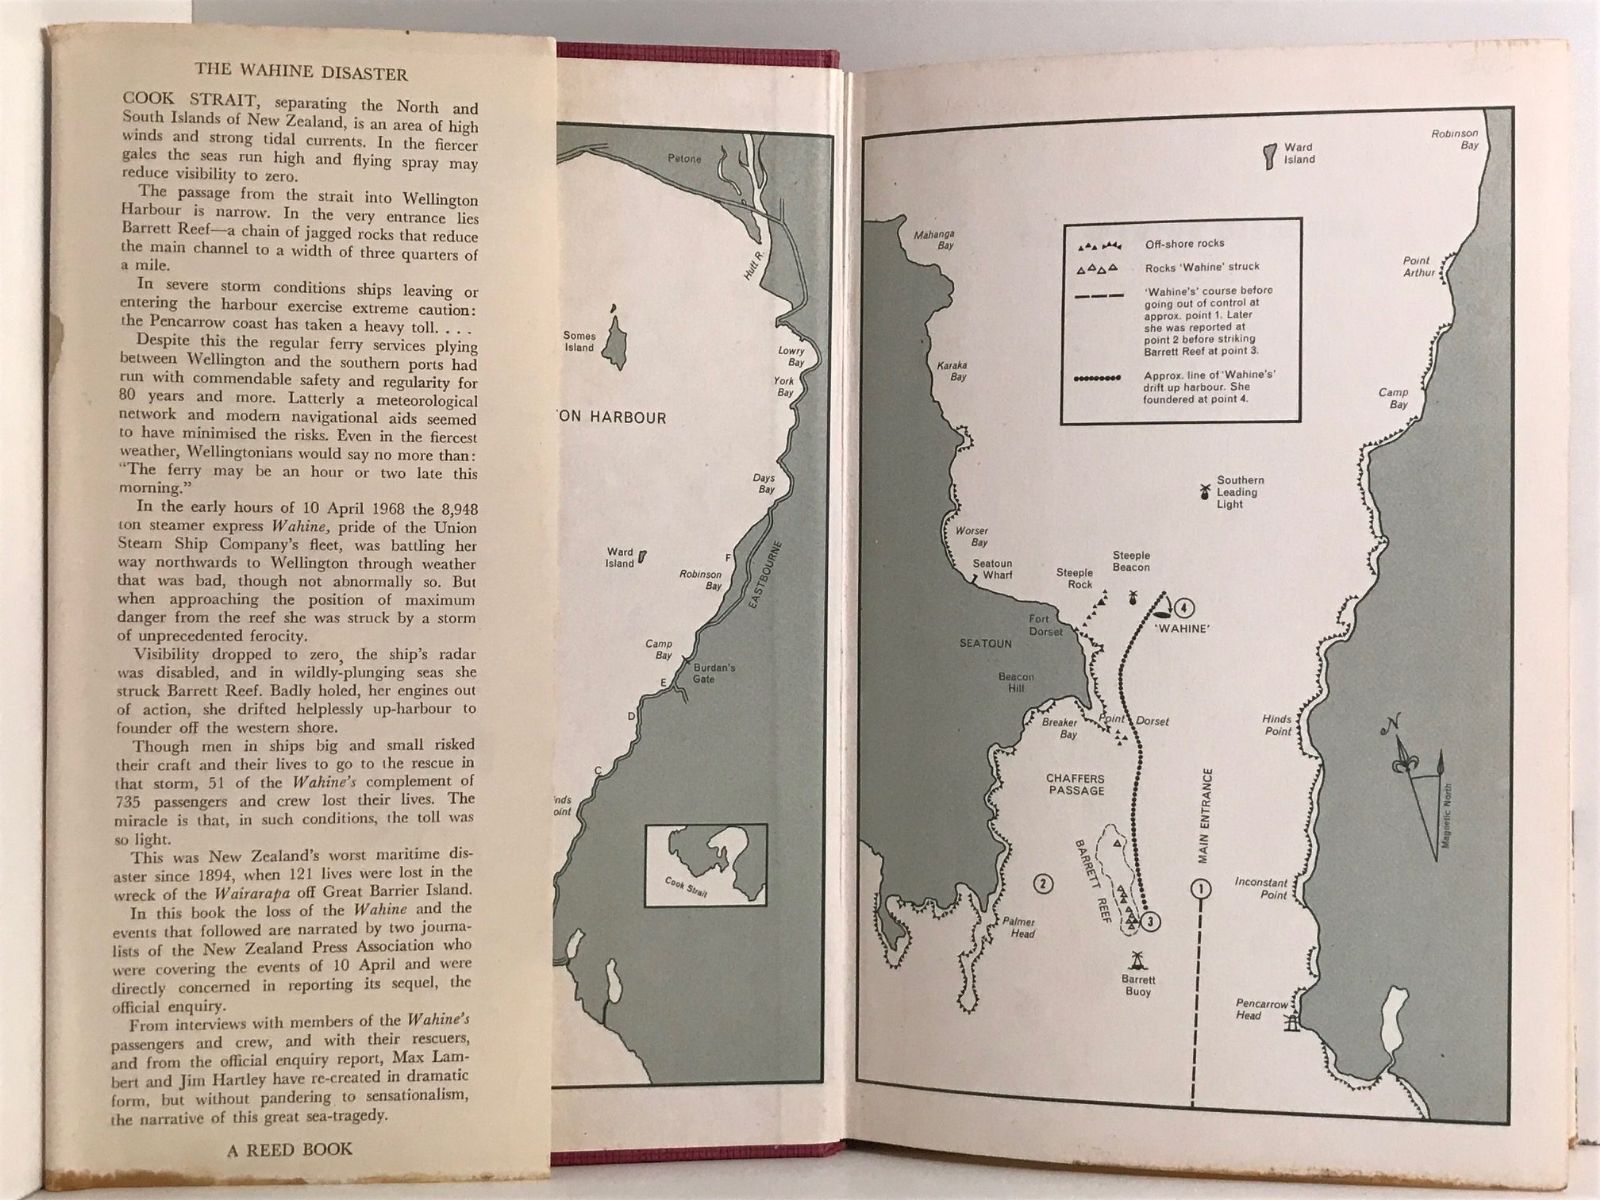 THE WAHINE DISASTER
COOK STRAIT, separating the North and
South Islands of New Zealand, is an area of high
winds and strong tidal currents. In the fiercer
gales the seas run high and flying spray may
reduce visibility to zero.
The passage from the strait into Wellington
Harbour is narrow. In the very entrance lies
Barrett Reef—a chain of jagged rocks that reduce
the main channel to a width of three quarters of
a mile.
In severe storm conditions ships leaving or
entering the harbour exercise extreme caution:
the Pencarrow coast has taken a heavy toll. . . .
Despite this the regular ferry services plying
between Wellington and the southern ports had
run with commendable safety and regularity for
80 years and more. Latterly a meteorological
network and modern navigational aids seemed
to have minimised the risks. Even in the fiercest
weather, Wellingtonians would say no more than:
"The ferry may be an hour or two late this
morning."
In the early hours of 10 April 1968 the 8,948
ton steamer express Wahine, pride of the Union
Steam Ship Company's fleet, was battling her
way northwards to Wellington through weather
that was bad, though not abnormally so. But
when approaching the position of maximum
danger from the reef she was struck by a storm
of unprecedented ferocity.
Visibility dropped to zero, the ship's radar
was disabled, and in wildly-plunging seas she
struck Barrett Reef. Badly holed, her engines out
of action, she drifted helplessly up-harbour to
founder off the western shore.
Though men in ships big and small risked
their craft and their lives to go to the rescue in
that storm, 51 of the Wahine's complement of
735 passengers and crew lost their lives. The
miracle is that, in such conditions, the toll was
so light.
This was New Zealand's worst maritime dis-
aster since 1894, when 121 lives were lost in the
wreck of the Wairarapa off Great Barrier Island.
In this book the loss of the Wahine and the
events that followed are narrated by two journa-
lists of the New Zealand Press Association who
were covering the events of 10 April and were
directly concerned in reporting its sequel, the
official enquiry.
From interviews with members of the Wahine's
passengers and crew, and with their rescuers,
and from the official enquiry report, Max Lam-
bert and Jim Hartley have re-created in dramatic
form, but without pandering to sensationalism,
the narrative of this great sea-tragedy.
A REED BOOK
Petone
Hutt R.
Somes
Island
Lowry
Bay
York
Bay
TON HARBOUR
Days
Bay
Ward
Island
F
Robinson
Bay
EASTBOURNE
Camp
Bay
Burdan's
Gate
E
D
C
inds
oint
Cook Strait
Robinson
Bay
Ward
Island
Mahanga
Bay
Off-shore rocks
Rocks 'Wahine' struck
'Wahine's' course before
going out of control at
approx. point 1. Later
she was reported at
point 2 before striking
Barrett Reef at point 3.
Approx. line of 'Wahine's'
drift up harbour. She
foundered at point 4.
Point
Arthur
Karaka
Bay
Camp
Bay
Southern
Leading
Light
Worser
Bay
Seatoun
Wharf
Steeple
Beacon
Steeple
Rock
4
'WAHINE'
Fort
Dorset
SEATOUN
Beacon
Hill
Breaker
Bay
Point Dorset
Hinds
Point
N
Magnetic North
CHAFFERS
PASSAGE
MAIN ENTRANCE
BARRETT REEF
2
1
3
Inconstant
Point
Palmer
Head
Barrett
Buoy
Pencarrow
Head